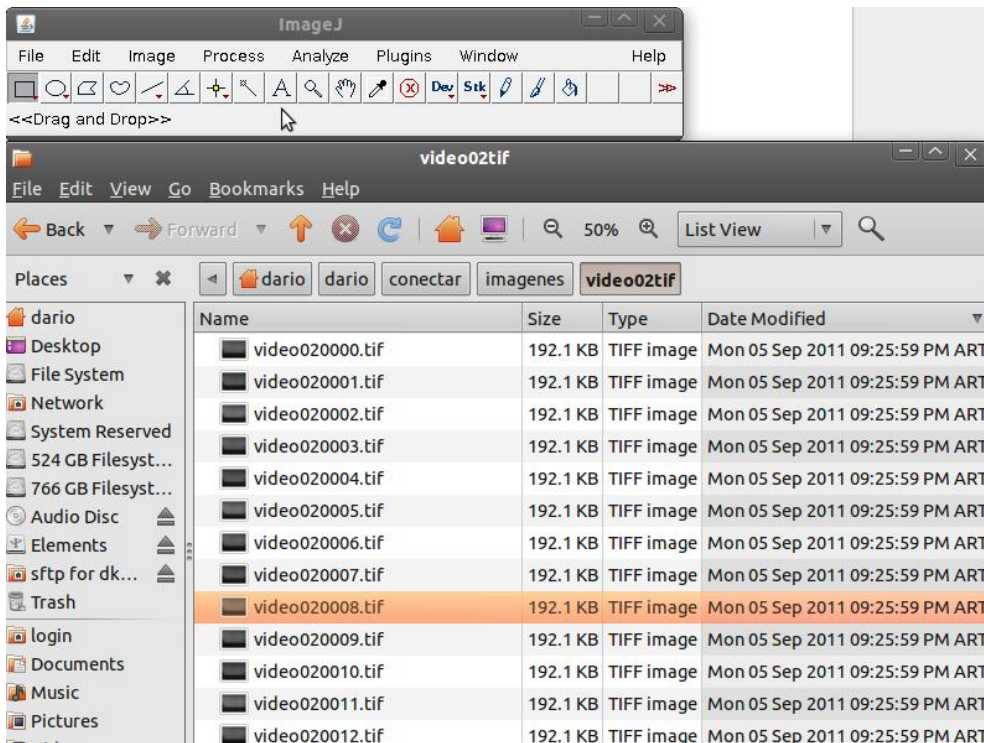 ImageJ
File Edit Image Process Analyze Plugins Window Help
A Dev Stk
<<Drag and Drop>>
video02tif
File Edit View Go Bookmarks Help
Back Forward 50% List View
Places dario dario conectar imagenes video02tif
dario
Desktop
File System
Network
System Reserved
524 GB Filesyst...
766 GB Filesyst...
Audio Disc
Elements
sftp for dk...
Trash
login
Documents
Music
Pictures
Name Size Type Date Modified
video020000.tif 192.1 KB TIFF image Mon 05 Sep 2011 09:25:59 PM ART
video020001.tif 192.1 KB TIFF image Mon 05 Sep 2011 09:25:59 PM ART
video020002.tif 192.1 KB TIFF image Mon 05 Sep 2011 09:25:59 PM ART
video020003.tif 192.1 KB TIFF image Mon 05 Sep 2011 09:25:59 PM ART
video020004.tif 192.1 KB TIFF image Mon 05 Sep 2011 09:25:59 PM ART
video020005.tif 192.1 KB TIFF image Mon 05 Sep 2011 09:25:59 PM ART
video020006.tif 192.1 KB TIFF image Mon 05 Sep 2011 09:25:59 PM ART
video020007.tif 192.1 KB TIFF image Mon 05 Sep 2011 09:25:59 PM ART
video020008.tif 192.1 KB TIFF image Mon 05 Sep 2011 09:25:59 PM ART
video020009.tif 192.1 KB TIFF image Mon 05 Sep 2011 09:25:59 PM ART
video020010.tif 192.1 KB TIFF image Mon 05 Sep 2011 09:25:59 PM ART
video020011.tif 192.1 KB TIFF image Mon 05 Sep 2011 09:25:59 PM ART
video020012.tif 192.1 KB TIFF image Mon 05 Sep 2011 09:25:59 PM ART